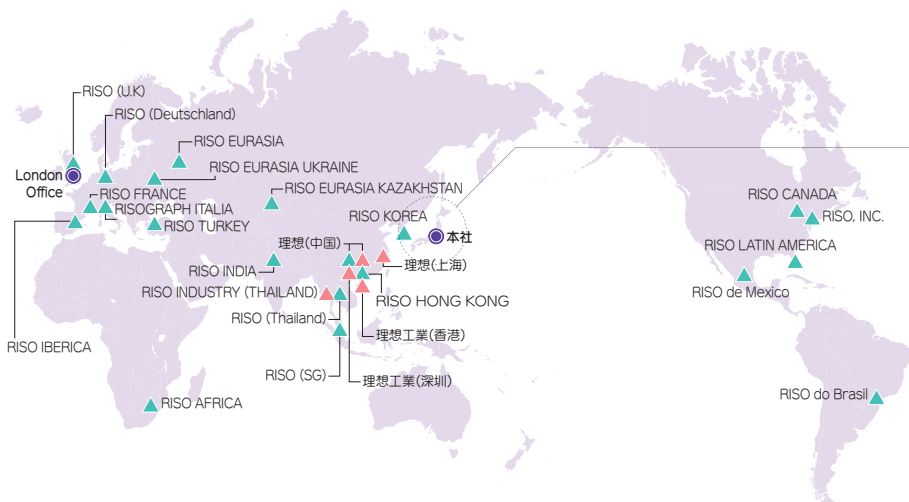 RISO (U.K)
RISO (Deutschland)
RISO EURASIA
RISO EURASIA UKRAINE
London
Office
RISO FRANCE
RISOGRAPH ITALIA
RISO TURKEY
RISO EURASIA KAZAKHSTAN
RISO KOREA
本社
理想(中国)
理想(上海)
RISO INDIA
RISO INDUSTRY (THAILAND)
RISO HONG KONG
RISO (Thailand)
理想工業(香港)
RISO IBERICA
RISO (SG)
理想工業(深圳)
RISO AFRICA
RISO CANADA
RISO, INC.
RISO LATIN AMERICA
RISO de Mexico
RISO do Brasil